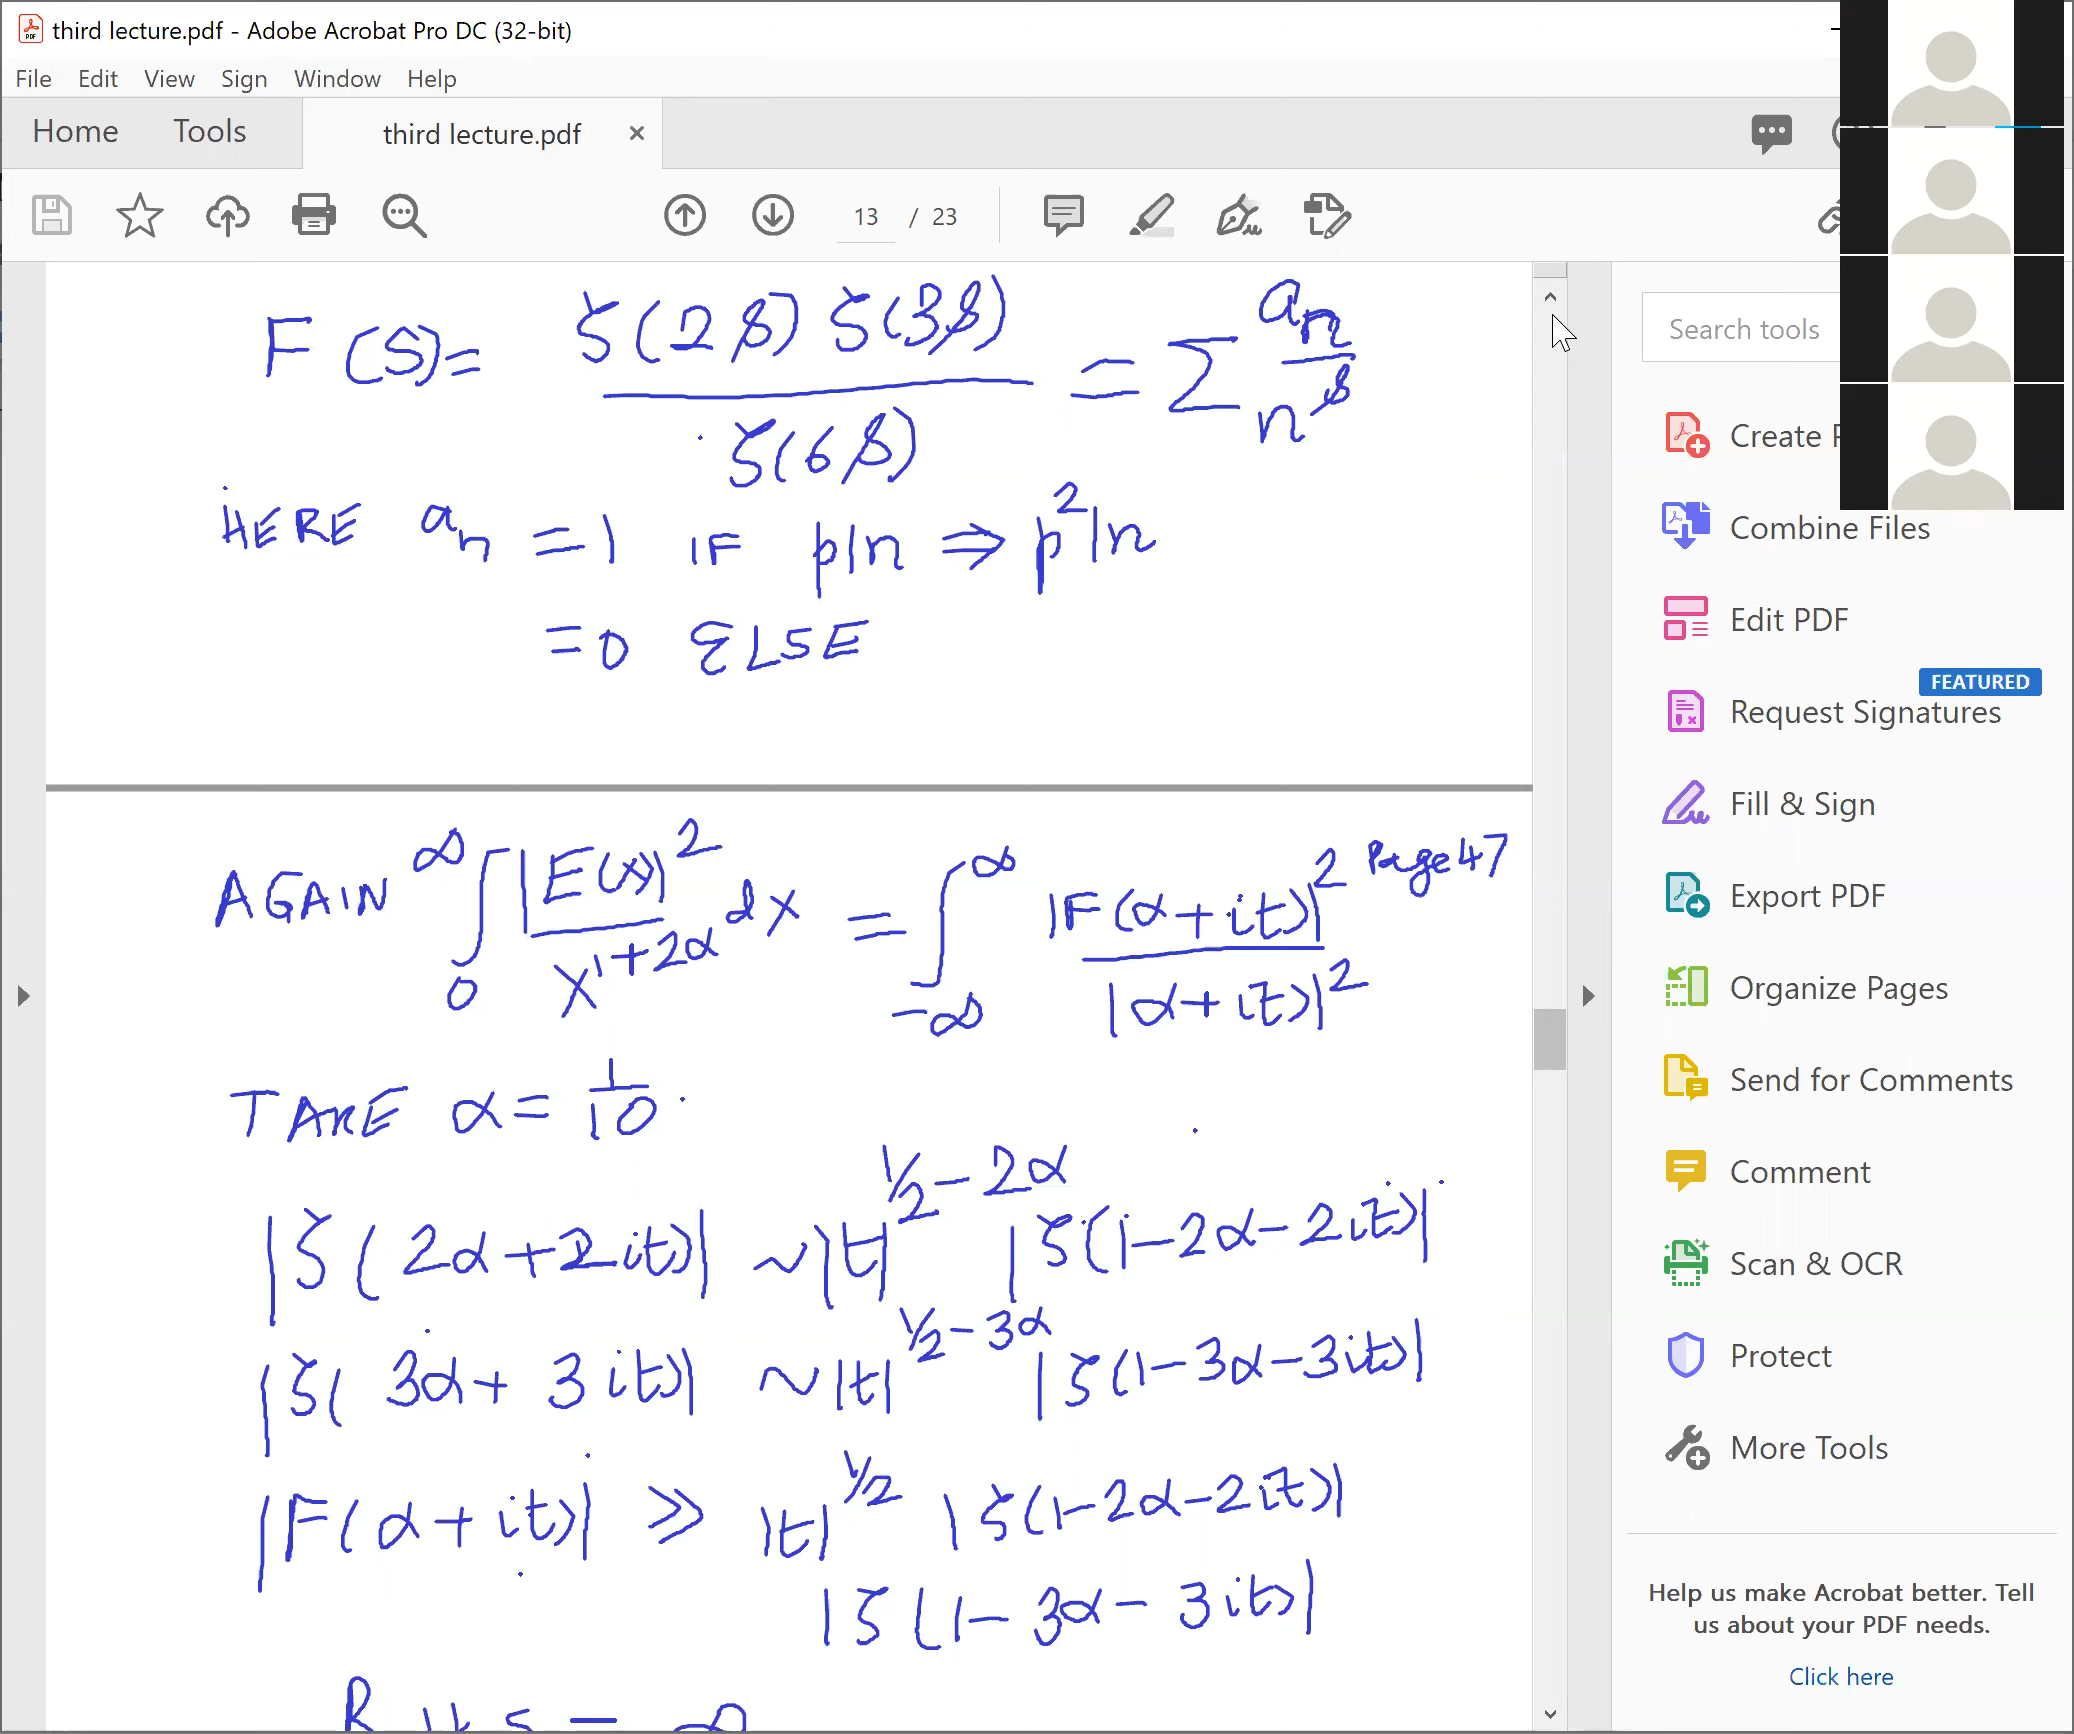 third lecture.pdf - Adobe Acrobat Pro DC (32-bit)
File Edit View Sign Window Help
Home Tools third lecture.pdf ×
13 / 23
F(s) = ζ(2s) ζ(3s) / ζ(6s) = Σ aₙ / nˢ
HERE aₙ = 1 IF p|n ⇒ p²|n
= 0 ELSE
Page 47
AGAIN ∫₀^∞ |E(x)|² / x^(1+2α) dx = ∫_{-∞}^∞ |F(α+it)|² / |α+it|²
TAKE α = 1/10.
|ζ(2α+2it)| ~ |t|^(1/2-2α) |ζ(1-2α-2it)|
|ζ(3α+3it)| ~ |t|^(1/2-3α) |ζ(1-3α-3it)|
|F(α+it)| ≫ |t|^(1/2) |ζ(1-2α-2it)|
|ζ(1-3α-3it)|
Search tools
Create
Combine Files
Edit PDF
FEATURED
Request Signatures
Fill & Sign
Export PDF
Organize Pages
Send for Comments
Comment
Scan & OCR
Protect
More Tools
Help us make Acrobat better. Tell
us about your PDF needs.
Click here